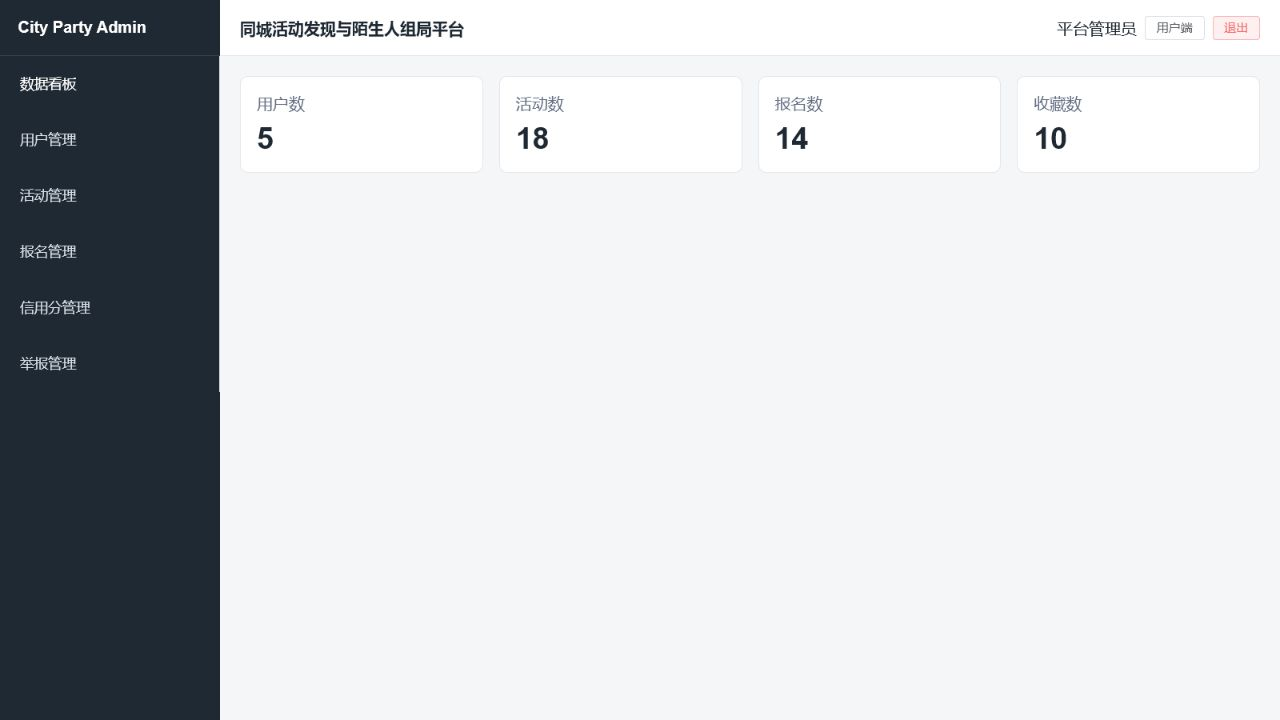 City Party Admin
数据看板
用户管理
活动管理
报名管理
信用分管理
举报管理
同城活动发现与陌生人组局平台
平台管理员
用户端
退出
用户数
5
活动数
18
报名数
14
收藏数
10